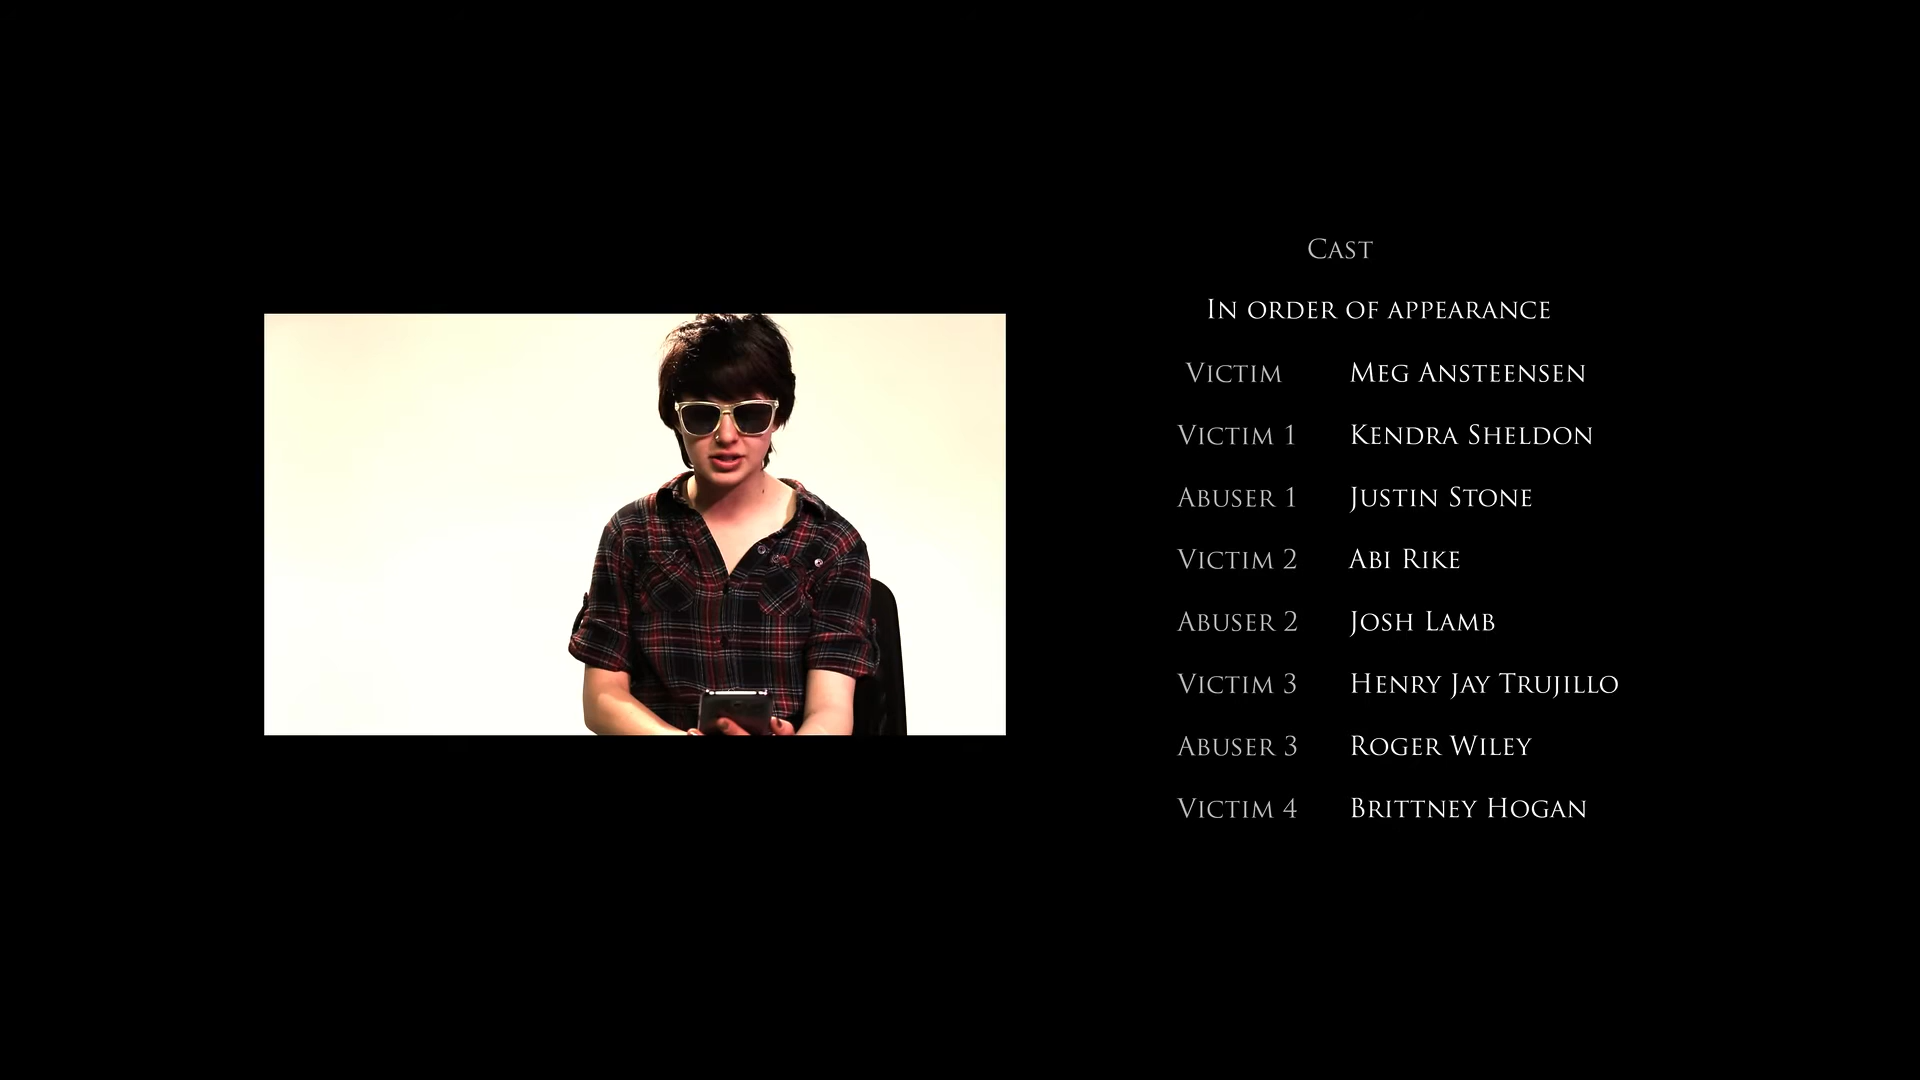 Cast
In order of appearance
Victim Meg Ansteensen
Victim 1 Kendra Sheldon
Abuser 1 Justin Stone
Victim 2 Abi Rike
Abuser 2 Josh Lamb
Victim 3 Henry Jay Trujillo
Abuser 3 Roger Wiley
Victim 4 Brittney Hogan